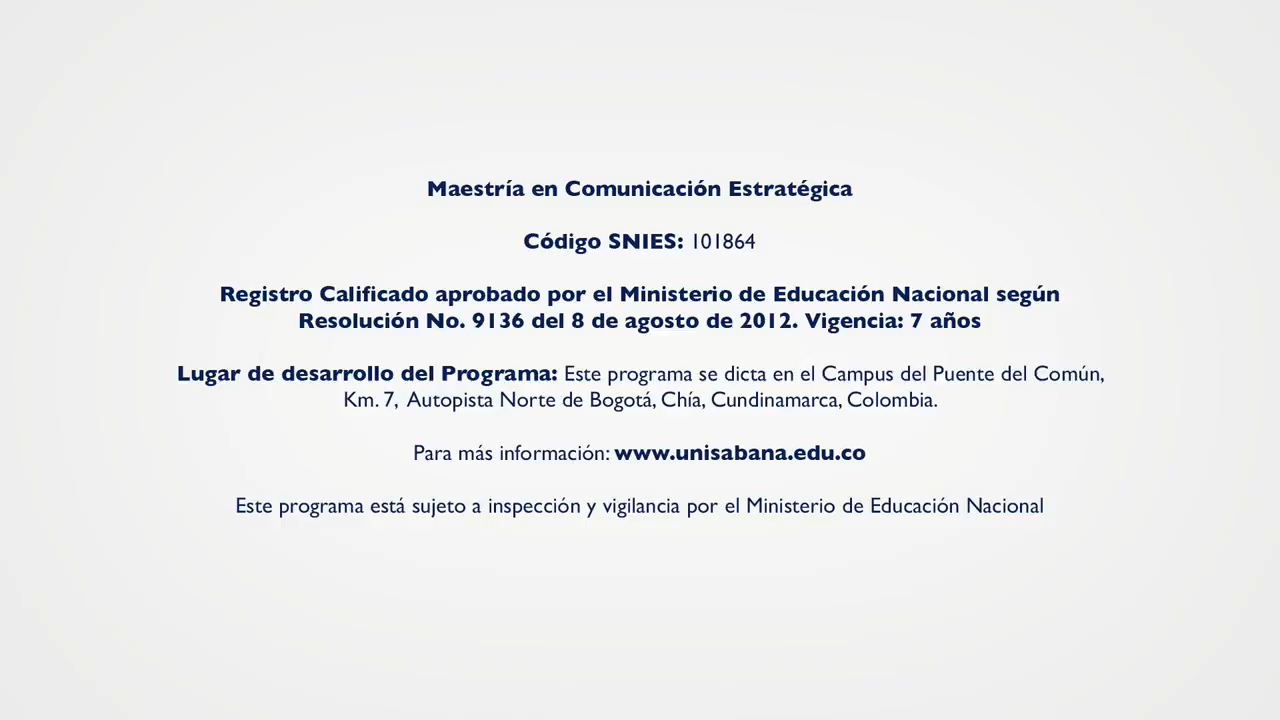 Maestría en Comunicación Estratégica
Código SNIES: 101864
Registro Calificado aprobado por el Ministerio de Educación Nacional según
Resolución No. 9136 del 8 de agosto de 2012. Vigencia: 7 años
Lugar de desarrollo del Programa: Este programa se dicta en el Campus del Puente del Común,
Km. 7, Autopista Norte de Bogotá, Chía, Cundinamarca, Colombia.
Para más información: www.unisabana.edu.co
Este programa está sujeto a inspección y vigilancia por el Ministerio de Educación Nacional